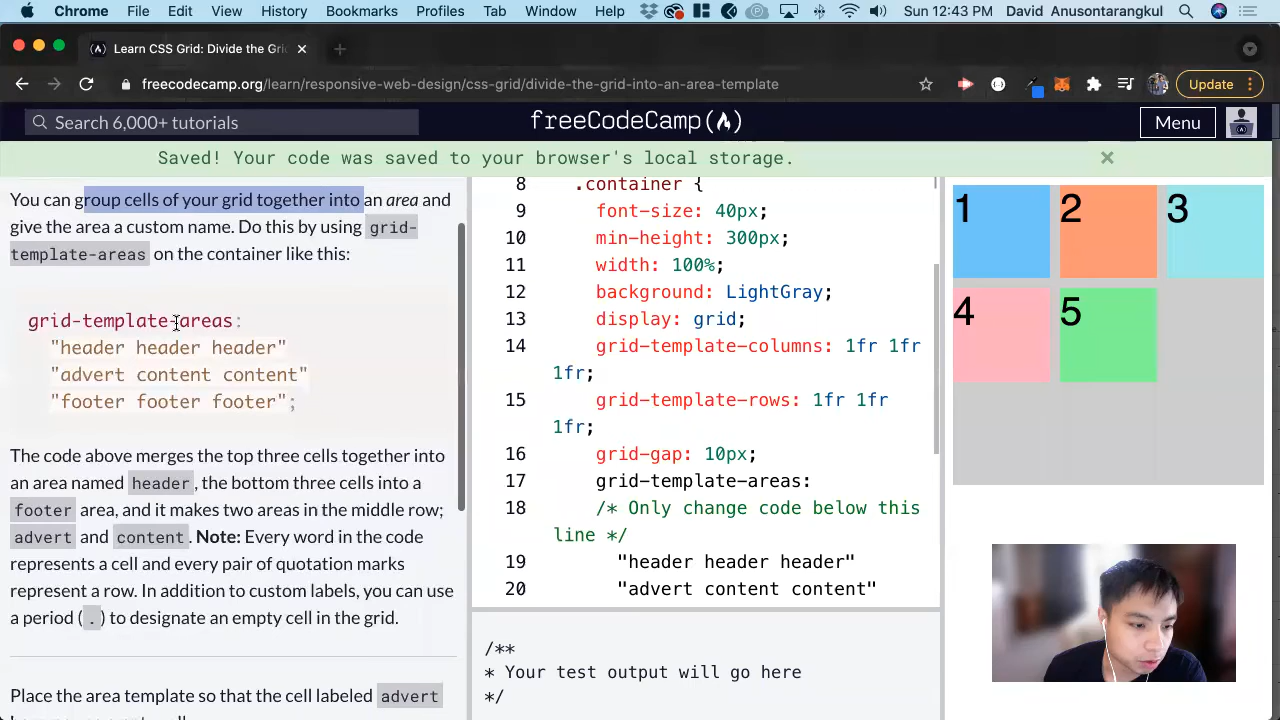 Chrome File Edit View History Bookmarks Profiles Tab Window Help Sun 12:43 PM David Anusontarangkul
Learn CSS Grid: Divide the Gri
freecodecamp.org/learn/responsive-web-design/css-grid/divide-the-grid-into-an-area-template
Update
Search 6,000+ tutorials
freeCodeCamp
Menu
Saved! Your code was saved to your browser's local storage.
You can group cells of your grid together into an area and
give the area a custom name. Do this by using grid-
template-areas on the container like this:
grid-template-areas:
"header header header"
"advert content content"
"footer footer footer";
The code above merges the top three cells together into
an area named header, the bottom three cells into a
footer area, and it makes two areas in the middle row;
advert and content. Note: Every word in the code
represents a cell and every pair of quotation marks
represent a row. In addition to custom labels, you can use
a period (.) to designate an empty cell in the grid.
Place the area template so that the cell labeled advert
8 .container {
9 font-size: 40px;
10 min-height: 300px;
11 width: 100%;
12 background: LightGray;
13 display: grid;
14 grid-template-columns: 1fr 1fr
1fr;
15 grid-template-rows: 1fr 1fr
1fr;
16 grid-gap: 10px;
17 grid-template-areas:
18 /* Only change code below this
line */
19 "header header header"
20 "advert content content"
/**
* Your test output will go here
*/
1 2 3
4 5